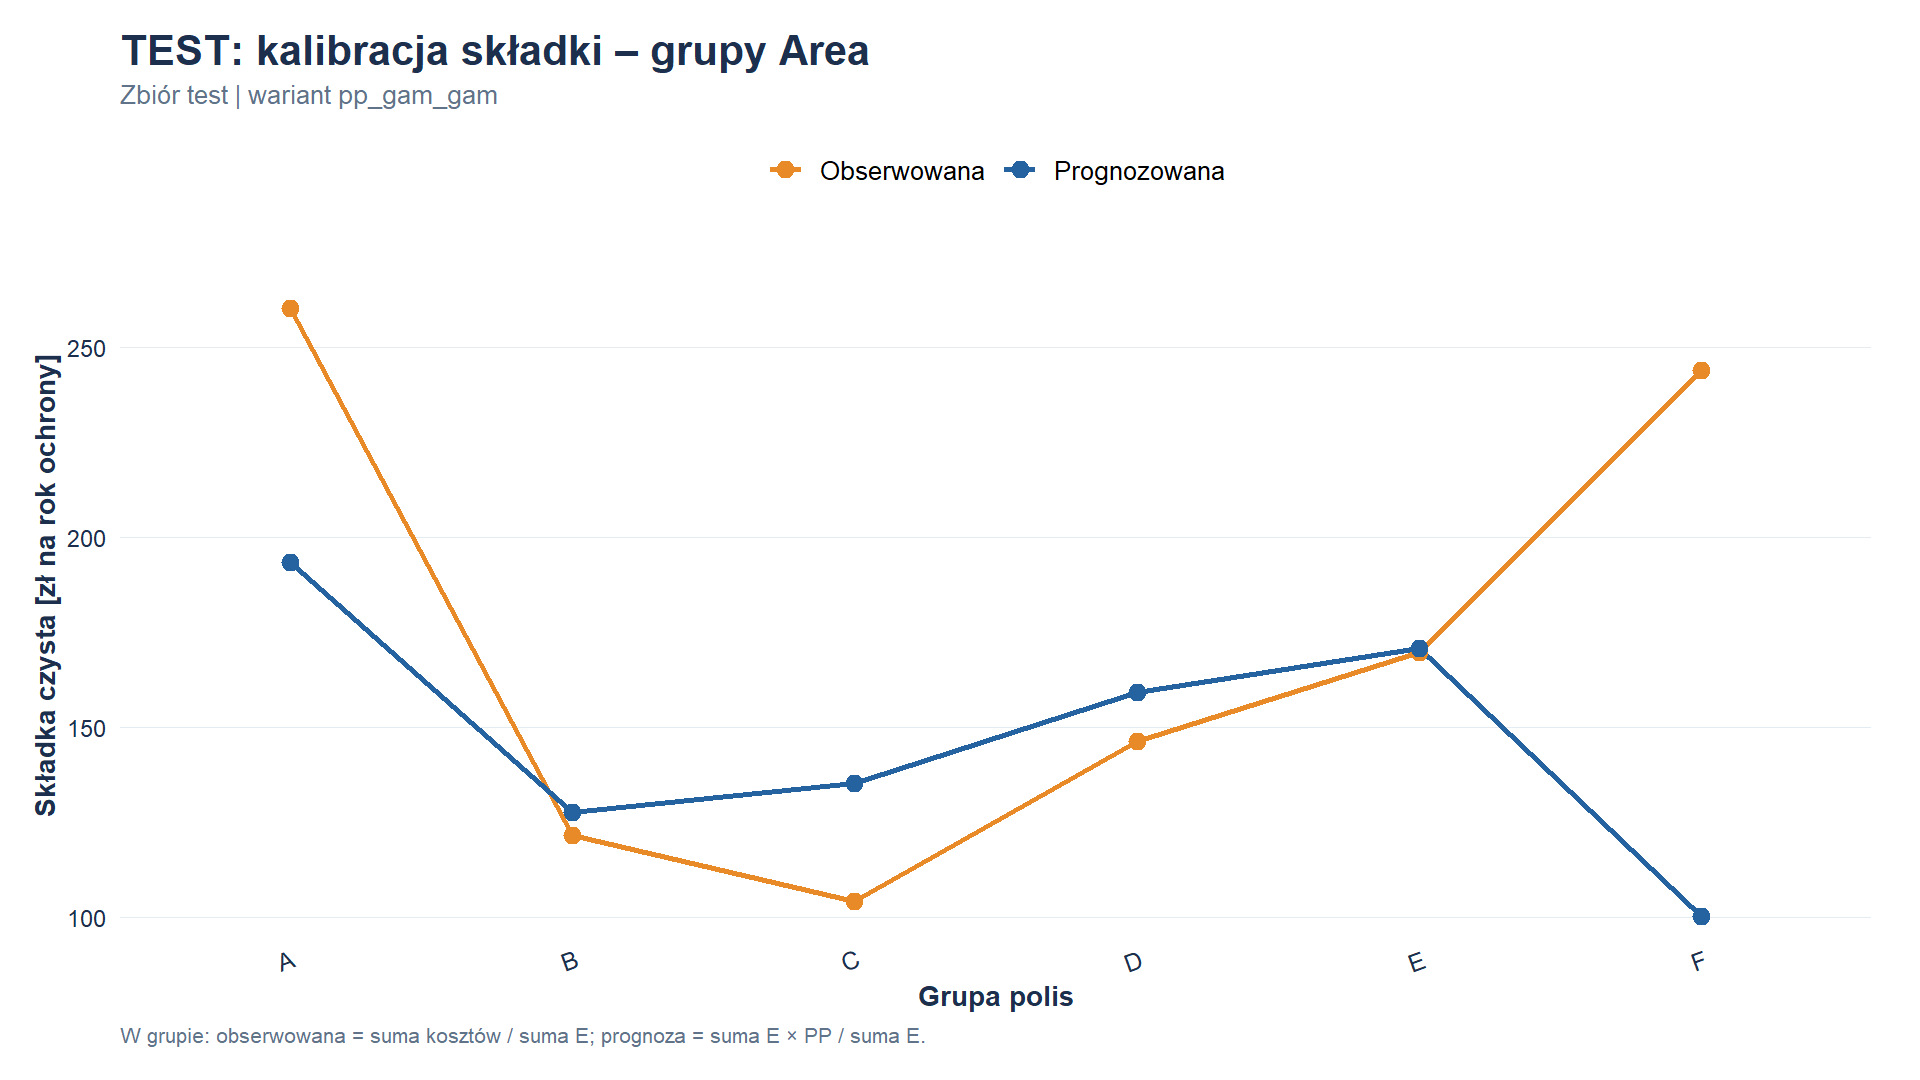 TEST: kalibracja składki – grupy Area
Zbiór test | wariant pp_gam_gam
Obserwowana
Prognozowana
Składka czysta [zł na rok ochrony]
250
200
150
100
A
B
C
D
E
F
Grupa polis
W grupie: obserwowana = suma kosztów / suma E; prognoza = suma E × PP / suma E.